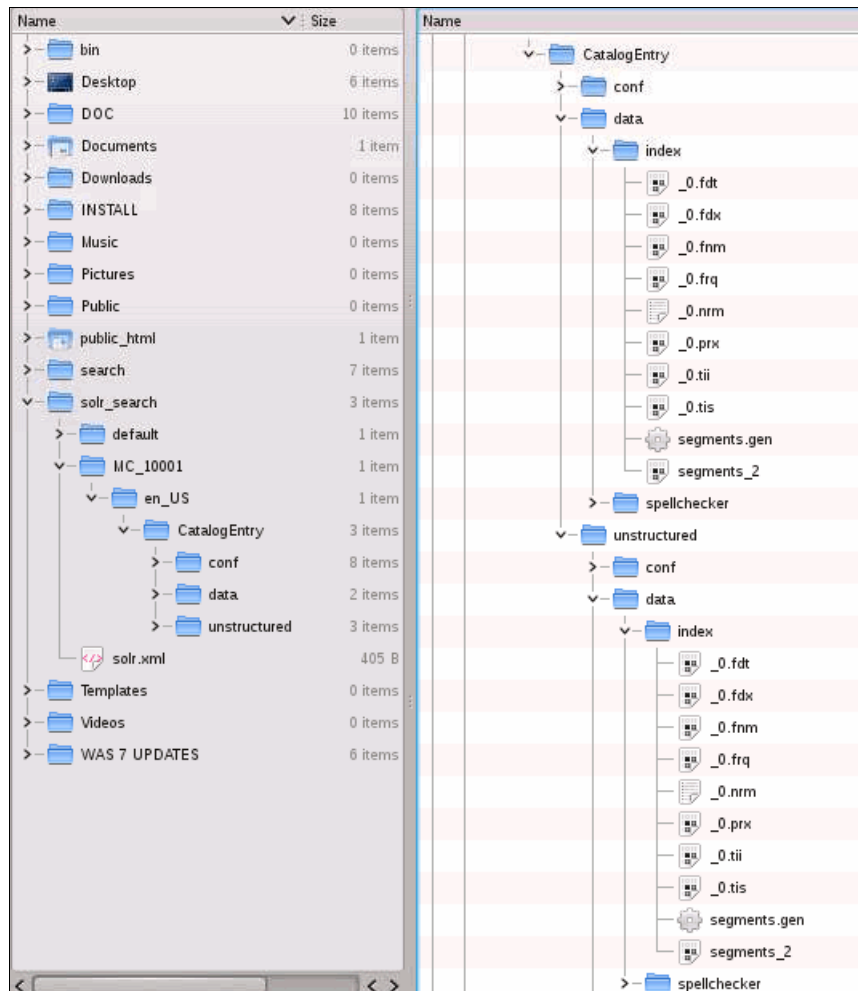 Name Size
bin 0 items
Desktop 6 items
DOC 10 items
Documents 1 item
Downloads 0 items
INSTALL 8 items
Music 0 items
Pictures 0 items
Public 0 items
public_html 1 item
search 7 items
solr_search 3 items
default 1 item
MC_10001 1 item
en_US 1 item
CatalogEntry 3 items
conf 8 items
data 2 items
unstructured 3 items
solr.xml 405 B
Templates 0 items
Videos 0 items
WAS 7 UPDATES 6 items
Name
CatalogEntry
conf
data
index
_0.fdt
_0.fdx
_0.fnm
_0.frq
_0.nrm
_0.prx
_0.tii
_0.tis
segments.gen
segments_2
spellchecker
unstructured
conf
data
index
_0.fdt
_0.fdx
_0.fnm
_0.frq
_0.nrm
_0.prx
_0.tii
_0.tis
segments.gen
segments_2
spellchecker